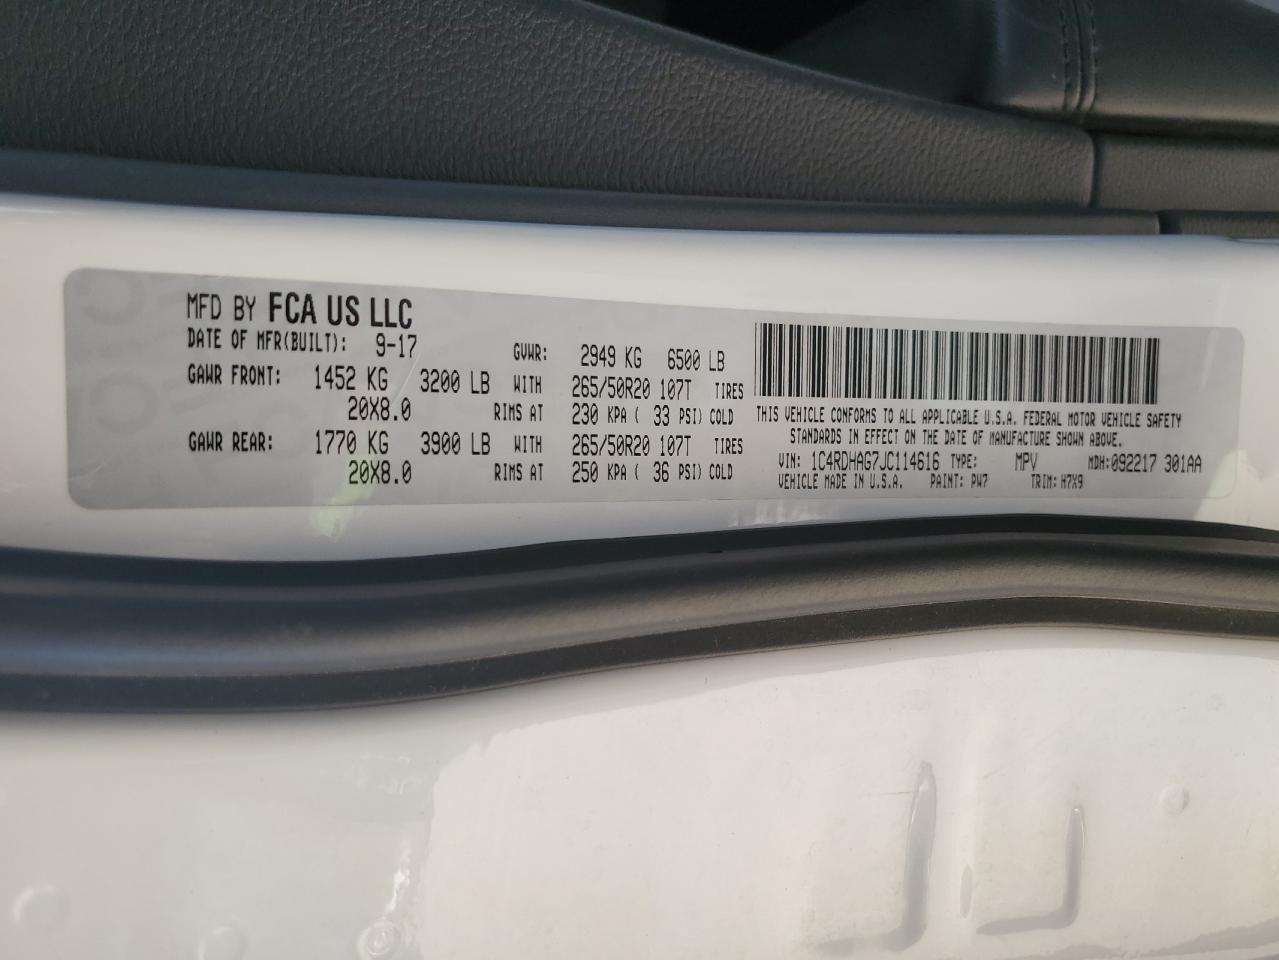 MFD BY FCA US LLC
DATE OF MFR(BUILT): 9-17 GVWR: 2949 KG 6500 LB
GAWR FRONT: 1452 KG 3200 LB WITH 265/50R20 107T TIRES
20X8.0 RIMS AT 230 KPA ( 33 PSI) COLD
GAWR REAR: 1770 KG 3900 LB WITH 265/50R20 107T TIRES
20X8.0 RIMS AT 250 KPA ( 36 PSI) COLD
THIS VEHICLE CONFORMS TO ALL APPLICABLE U.S.A. FEDERAL MOTOR VEHICLE SAFETY
STANDARDS IN EFFECT ON THE DATE OF MANUFACTURE SHOWN ABOVE.
VIN: 1C4RDHAG7JC114616 TYPE: MPV MDH:092217 301AA
VEHICLE MADE IN U.S.A. PAINT: PW7 TRIM: H7X9